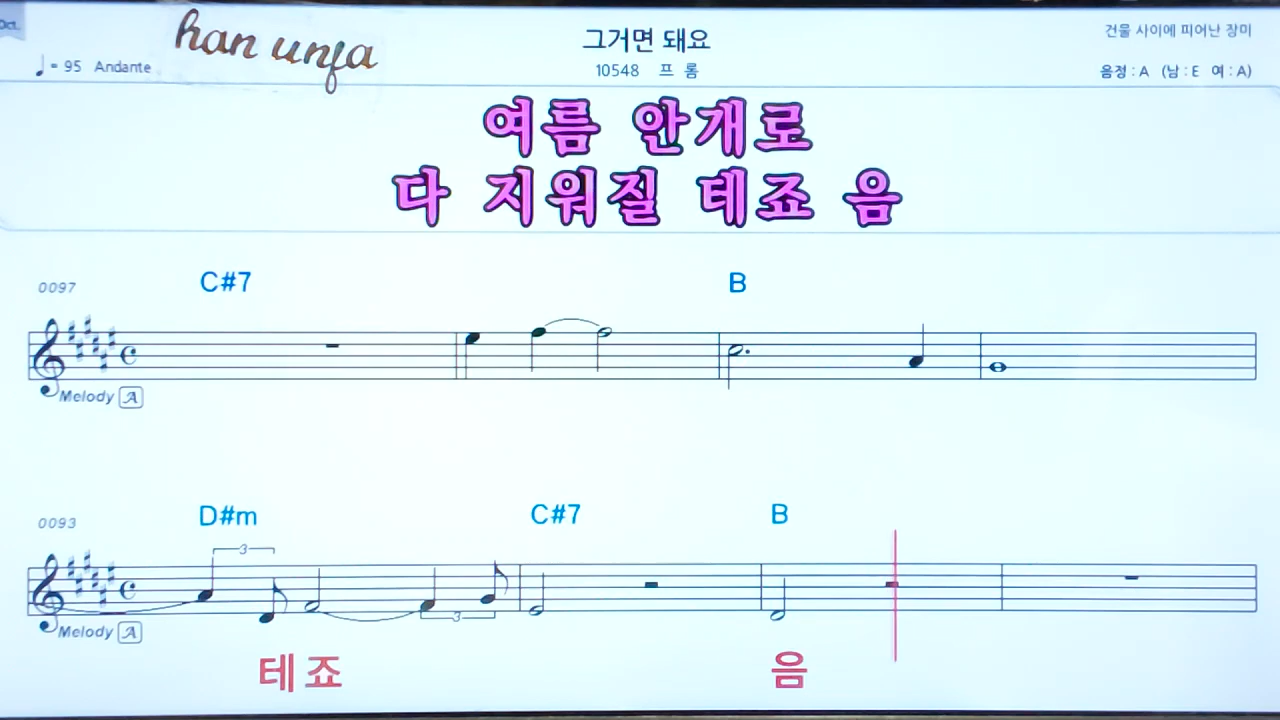 Oct.
han unfa
♩= 95 Andante
그거면 돼요
10548 프 롬
건물 사이에 피어난 장미
음정 : A (남 : E 여 : A)
여름 안개로
다 지워질 테죠 음
0097
C#7 B
Melody A
0093
D#m C#7 B
3 3
Melody A
테 죠 음